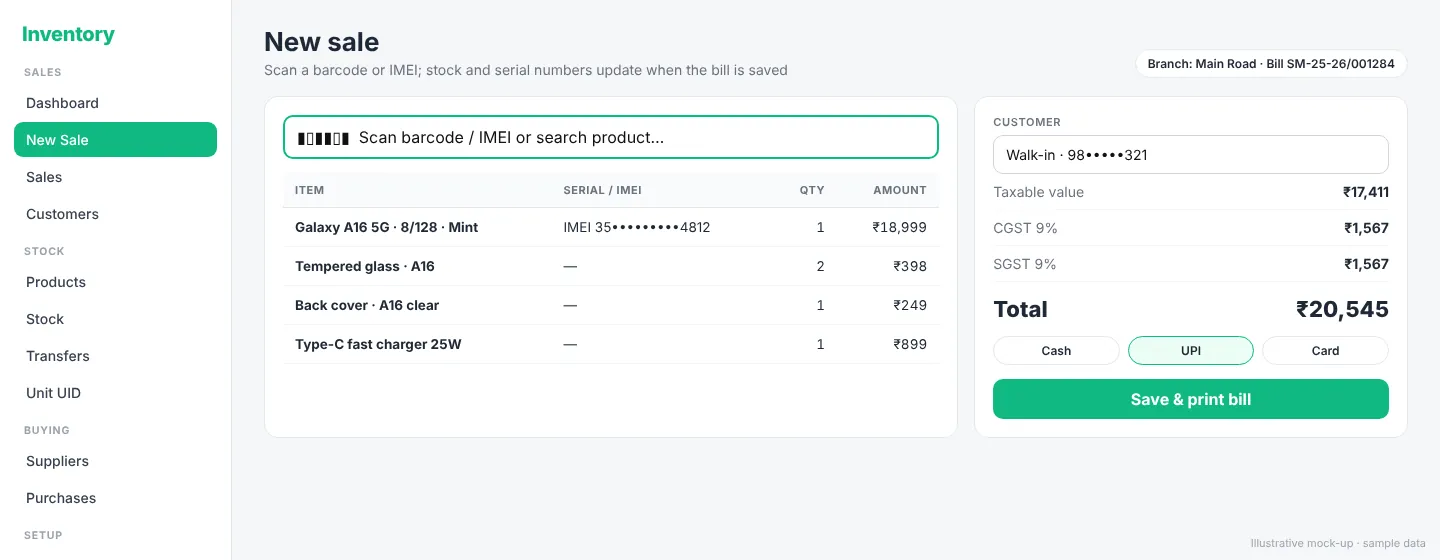 Inventory
SALES
Dashboard
New Sale
Sales
Customers
STOCK
Products
Stock
Transfers
Unit UID
BUYING
Suppliers
Purchases
SETUP
New sale
Scan a barcode or IMEI; stock and serial numbers update when the bill is saved
Branch: Main Road · Bill SM-25-26/001284
▮▯▮▮▯▮ Scan barcode / IMEI or search product…
ITEM SERIAL / IMEI QTY AMOUNT
Galaxy A16 5G · 8/128 · Mint IMEI 35•••••••••4812 1 ₹18,999
Tempered glass · A16 — 2 ₹398
Back cover · A16 clear — 1 ₹249
Type-C fast charger 25W — 1 ₹899
CUSTOMER
Walk-in · 98•••••321
Taxable value ₹17,411
CGST 9% ₹1,567
SGST 9% ₹1,567
Total ₹20,545
Cash UPI Card
Save & print bill
Illustrative mock-up · sample data